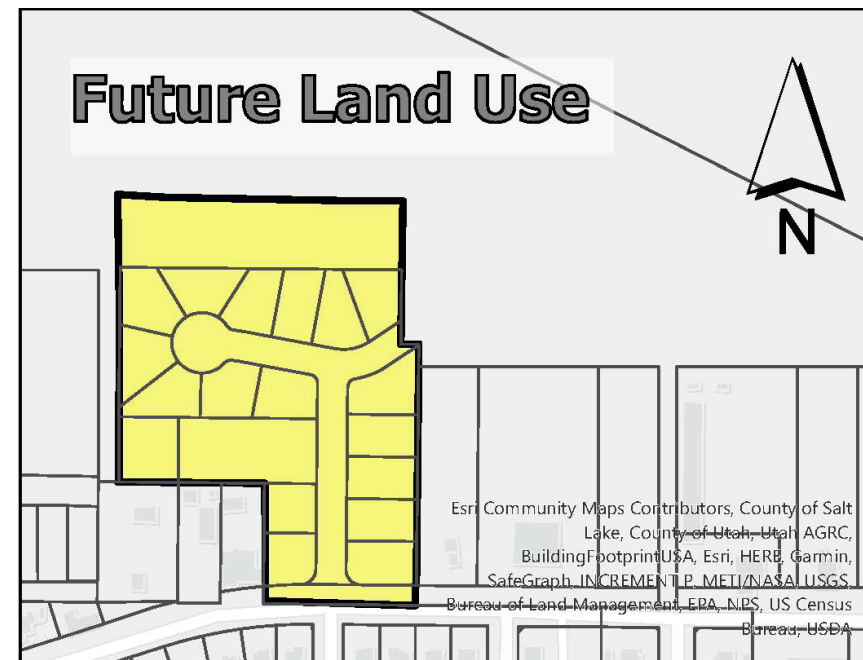 Future Land Use
N
Esri Community Maps Contributors, County of Salt
Lake, County of Utah, Utah AGRC,
BuildingFootprintUSA, Esri, HERE, Garmin,
SafeGraph, INCREMENT P, METI/NASA, USGS,
Bureau of Land Management, EPA, NPS, US Census
Bureau, USDA